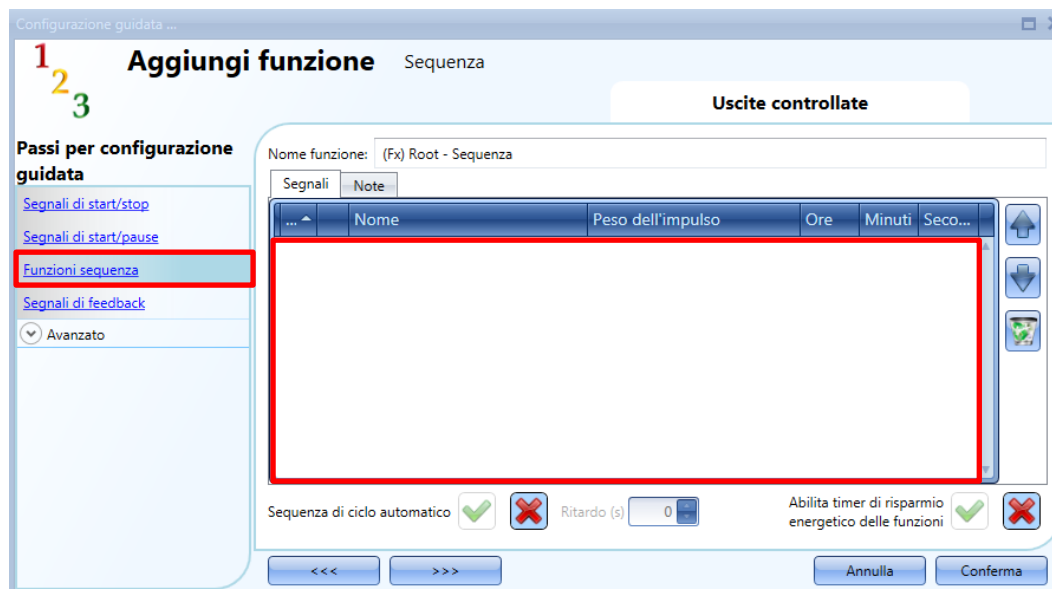 Configurazione guidata ...
1 2 3
Aggiungi funzione Sequenza
Uscite controllate
Passi per configurazione
guidata
Segnali di start/stop
Segnali di start/pause
Funzioni sequenza
Segnali di feedback
Avanzato
Nome funzione: (Fx) Root - Sequenza
Segnali Note
... Nome Peso dell'impulso Ore Minuti Seco...
Sequenza di ciclo automatico Ritardo (s) 0
Abilita timer di risparmio
energetico delle funzioni
<<< >>> Annulla Conferma